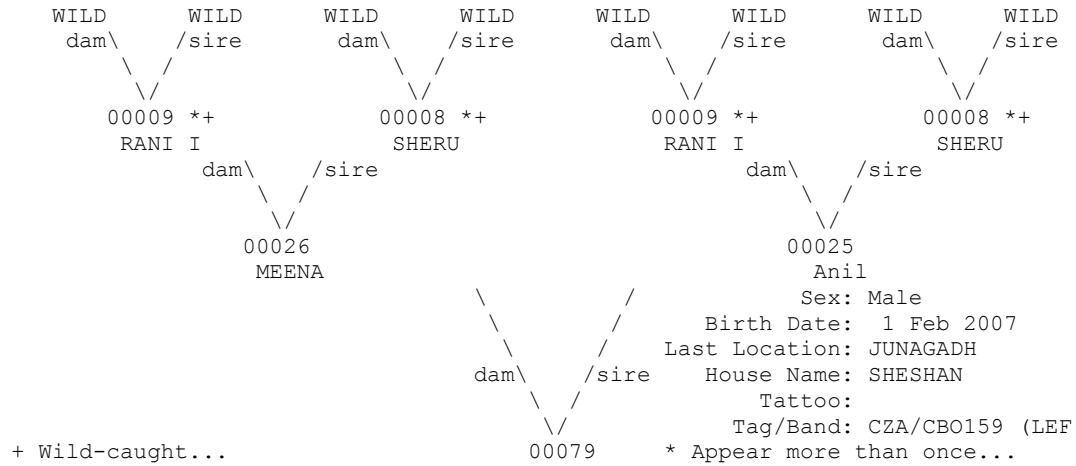 WILD WILD WILD WILD WILD WILD WILD WILD
dam\ /sire dam\ /sire dam\ /sire dam\ /sire
\ / \ / \ / \ /
\/ \/ \/ \/
00009 *+ 00008 *+ 00009 *+ 00008 *+
RANI I SHERU RANI I SHERU
dam\ /sire dam\ /sire
\ / \ /
\/ \/
00026 00025
MEENA Anil
\ / Sex: Male
\ / Birth Date: 1 Feb 2007
\ / Last Location: JUNAGADH
dam\ /sire House Name: SHESHAN
\ / Tattoo:
\/ Tag/Band: CZA/CBO159 (LEF
+ Wild-caught... 00079 * Appear more than once...